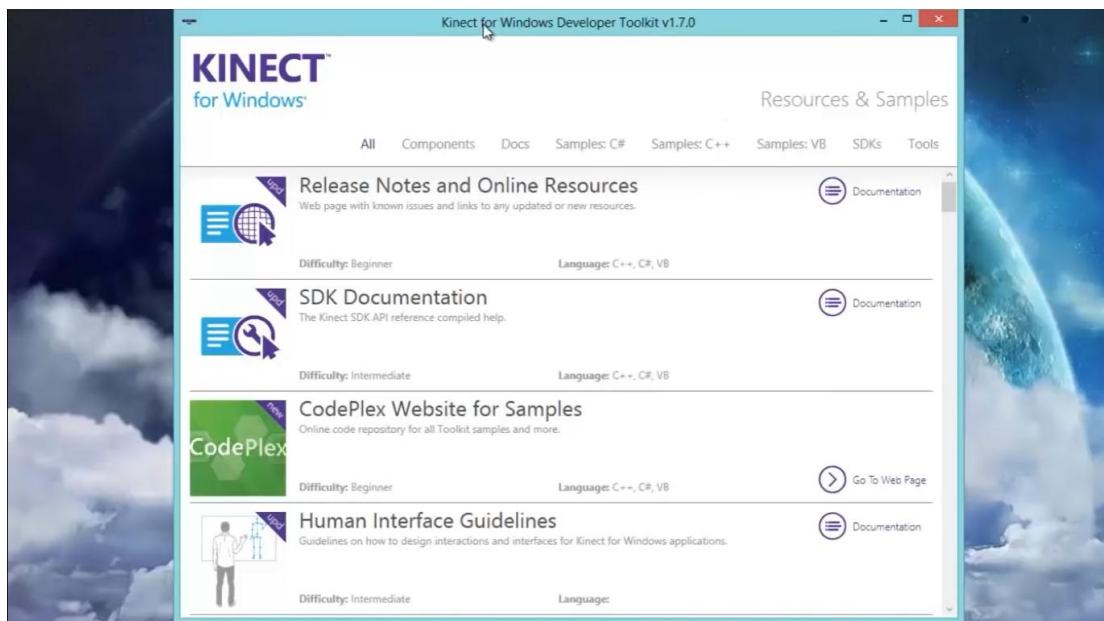 Kinect for Windows Developer Toolkit v1.7.0
KINECT™
for Windows®
Resources & Samples
All Components Docs Samples: C# Samples: C++ Samples: VB SDKs Tools
upd
Release Notes and Online Resources
Documentation
Web page with known issues and links to any updated or new resources.
Difficulty: Beginner Language: C++, C#, VB
upd
SDK Documentation
Documentation
The Kinect SDK API reference compiled help.
Difficulty: Intermediate Language: C++, C#, VB
new
CodePlex
CodePlex Website for Samples
Online code repository for all Toolkit samples and more.
Go To Web Page
Difficulty: Beginner Language: C++, C#, VB
upd
Human Interface Guidelines
Documentation
Guidelines on how to design interactions and interfaces for Kinect for Windows applications.
Difficulty: Intermediate Language: